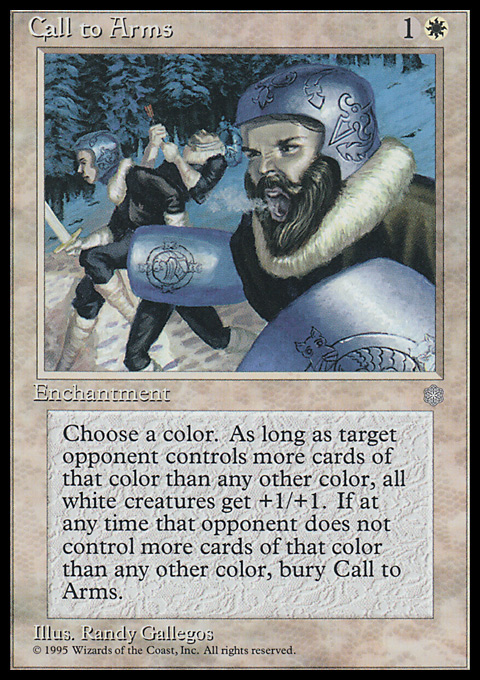 Call to Arms 1
Enchantment
Choose a color. As long as target
opponent controls more cards of
that color than any other color, all
white creatures get +1/+1. If at
any time that opponent does not
control more cards of that color
than any other color, bury Call to
Arms.
Illus. Randy Gallegos
© 1995 Wizards of the Coast, Inc. All rights reserved.